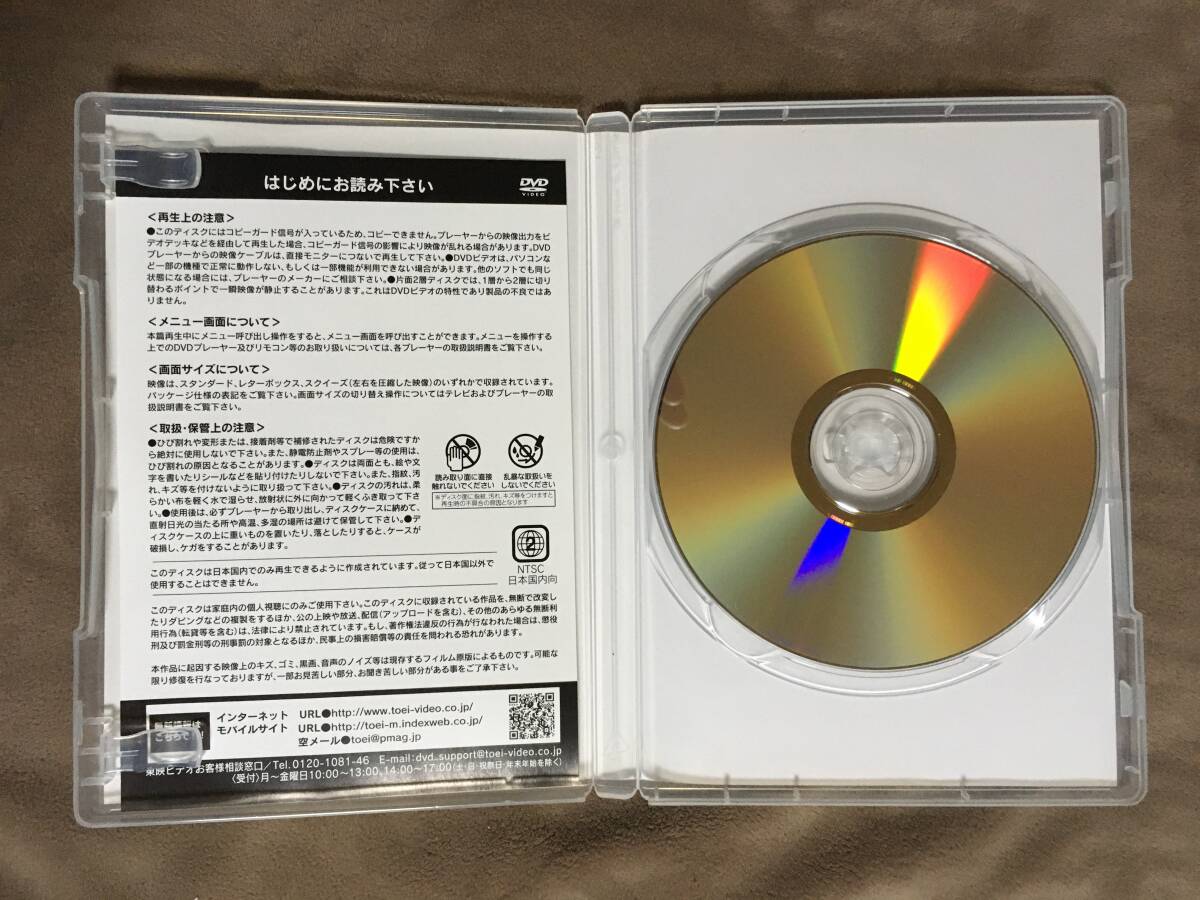 はじめにお読み下さい
DVD
VIDEO
<再生上の注意>
●このディスクにはコピーガード信号が入っているため、コピーできません。プレーヤーからの映像出力をビ
デオデッキなどを経由して再生した場合、コピーガード信号の影響により映像が乱れる場合があります。DVD
プレーヤーからの映像ケーブルは、直接モニターにつないで再生して下さい。●DVDビデオは、パソコンな
ど一部の機種で正常に動作しない、もしくは一部機能が利用できない場合があります。他のソフトでも同じ
状態になる場合には、プレーヤーのメーカーにご相談下さい。●片面2層ディスクでは、1層から2層に切り
替わるポイントで一瞬映像が静止することがあります。これはDVDビデオの特性であり製品の不良ではあ
りません。
<メニュー画面について>
本篇再生中にメニュー呼び出し操作をすると、メニュー画面を呼び出すことができます。メニューを操作する
上でのDVDプレーヤー及びリモコン等のお取り扱いについては、各プレーヤーの取扱説明書をご覧下さい。
<画面サイズについて>
映像は、スタンダード、レターボックス、スクイーズ(左右を圧縮した映像)のいずれかで収録されています。
パッケージ仕様の表記をご覧下さい。画面サイズの切り替え操作についてはテレビおよびプレーヤーの取
扱説明書をご覧下さい。
<取扱・保管上の注意>
●ひび割れや変形または、接着剤等で補修されたディスクは危険ですか
ら絶対に使用しないで下さい。また、静電防止剤やスプレー等の使用は、
ひび割れの原因となることがあります。●ディスクは両面とも、絵や文
字を書いたりシールなどを貼り付けたりしないで下さい。また、指紋、汚
れ、キズ等を付けないように取り扱って下さい。●ディスクの汚れは、柔
らかい布を軽く水で湿らせ、放射状に外に向かって軽くふき取って下さ
い。●使用後は、必ずプレーヤーから取り出し、ディスクケースに納めて、
直射日光の当たる所や高温、多湿の場所は避けて保管して下さい。●デ
ィスクケースの上に重いものを置いたり、落としたりすると、ケースが
破損し、ケガをすることがあります。
読み取り面に直接
触れないでください
乱暴な取扱いを
しないでください
※ディスク面に指紋、汚れ、キズ等をつけますと
再生時の不具合の原因となります
2
NTSC
日本国内向
このディスクは日本国内でのみ再生できるように作成されています。従って日本国以外で
使用することはできません。
このディスクは家庭内の個人視聴にのみご使用下さい。このディスクに収録されている作品を、無断で改変し
たりダビングなどの複製をするほか、公の上映や放送、配信(アップロードを含む)、その他のあらゆる無断利
用行為(転貸等を含む)は、法律により禁止されています。もし、著作権法違反の行為が行なわれた場合は、懲役
刑及び罰金刑等の刑事罰の対象となるほか、民事上の損害賠償等の責任を問われる恐れがあります。
本作品に起因する映像上のキズ、ゴミ、黒画、音声のノイズ等は現存するフィルム原版によるものです。可能な
限り修復を行なっておりますが、一部お見苦しい部分、お聞き苦しい部分がある事をご了承下さい。
最新情報は
こちらで!
インターネット URL●http://www.toei-video.co.jp/
モバイルサイト URL●http://toei-m.indexweb.co.jp/
空メール●toei@pmag.jp
東映ビデオお客様相談窓口/Tel.0120-1081-46 E-mail:dvd_support@toei-video.co.jp
〈受付〉月~金曜日10:00~13:00、14:00~17:00(土・日・祝祭日・年末年始を除く)